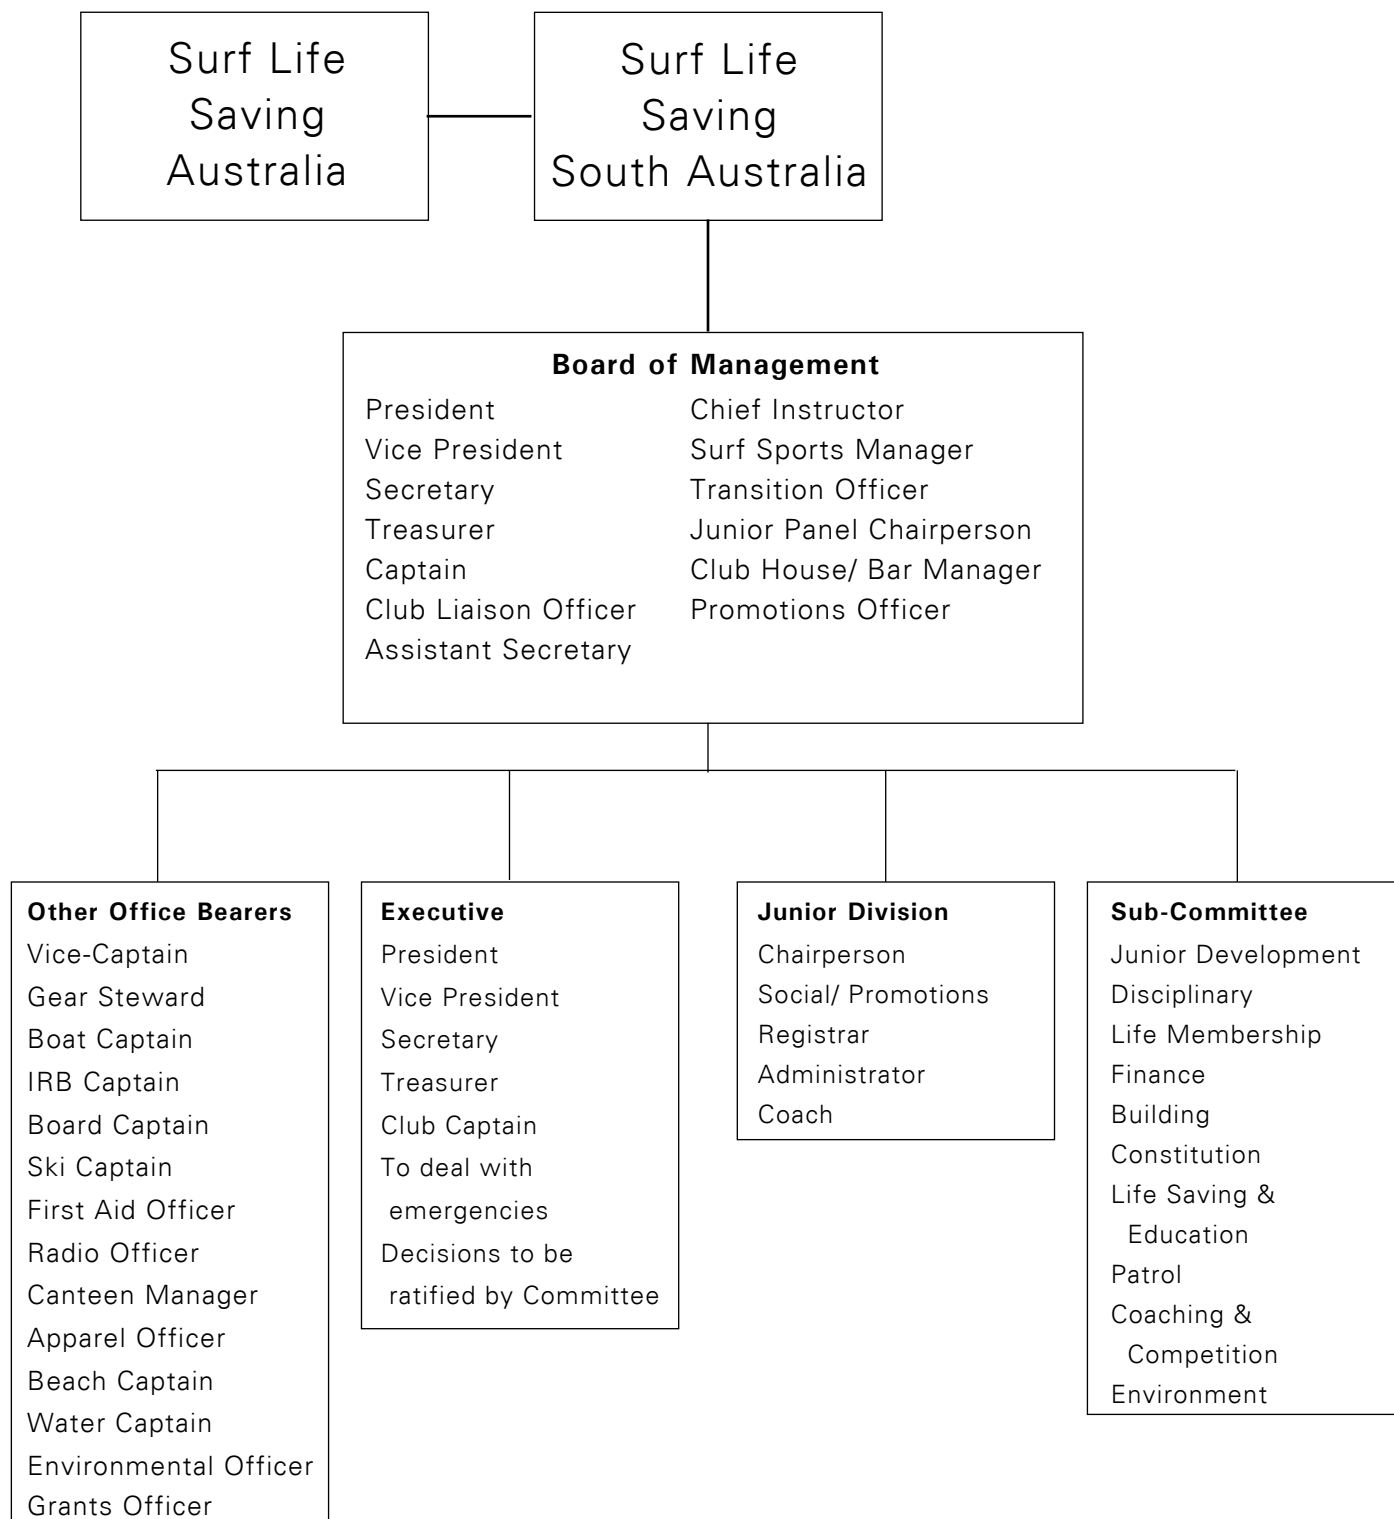 Surf Life
Saving
Australia
Surf Life
Saving
South Australia
Board of Management
President
Vice President
Secretary
Treasurer
Captain
Club Liaison Officer
Assistant Secretary
Chief Instructor
Surf Sports Manager
Transition Officer
Junior Panel Chairperson
Club House/ Bar Manager
Promotions Officer
Other Office Bearers
Vice-Captain
Gear Steward
Boat Captain
IRB Captain
Board Captain
Ski Captain
First Aid Officer
Radio Officer
Canteen Manager
Apparel Officer
Beach Captain
Water Captain
Environmental Officer
Grants Officer
Executive
President
Vice President
Secretary
Treasurer
Club Captain
To deal with
emergencies
Decisions to be
ratified by Committee
Junior Division
Chairperson
Social/ Promotions
Registrar
Administrator
Coach
Sub-Committee
Junior Development
Disciplinary
Life Membership
Finance
Building
Constitution
Life Saving &
Education
Patrol
Coaching &
Competition
Environment